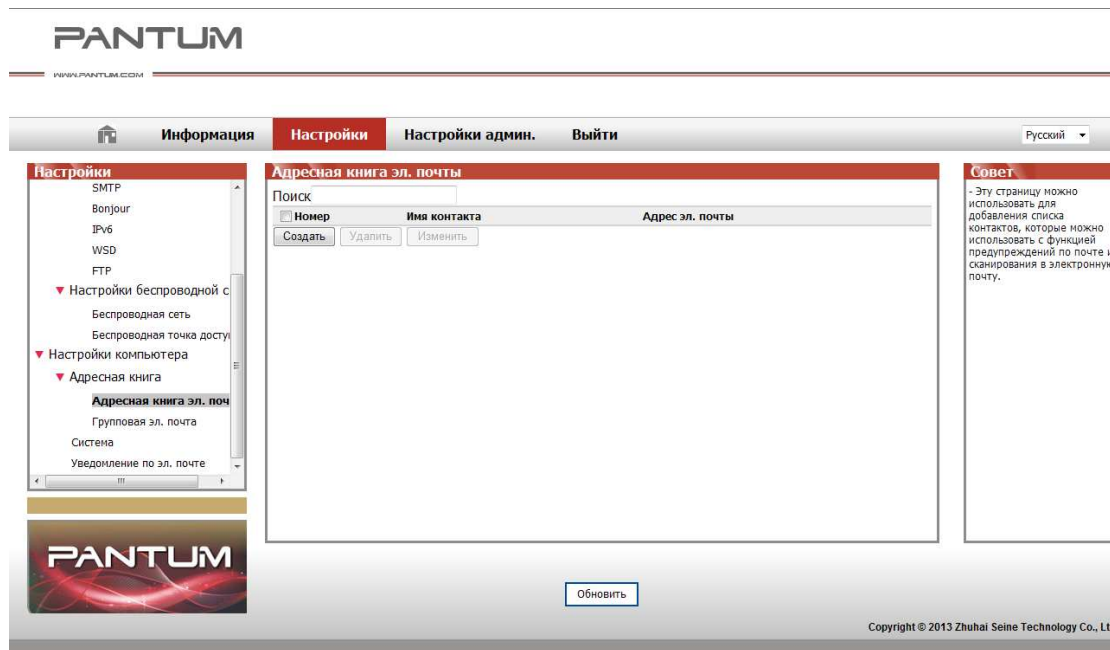 PANTUM
WWW.PANTUM.COM
Информация Настройки Настройки админ. Выйти Русский
Настройки
SMTP
Bonjour
IPv6
WSD
FTP
Настройки беспроводной с
Беспроводная сеть
Беспроводная точка досту
Настройки компьютера
Адресная книга
Адресная книга эл. поч
Групповая эл. почта
Система
Уведомление по эл. почте
PANTUM
Адресная книга эл. почты
Поиск
Номер Имя контакта Адрес эл. почты
Создать Удалить Изменить
Обновить
Совет
- Эту страницу можно
использовать для
добавления списка
контактов, которые можно
использовать с функцией
предупреждений по почте и
сканирования в электронную
почту.
Copyright © 2013 Zhuhai Seine Technology Co., Lt